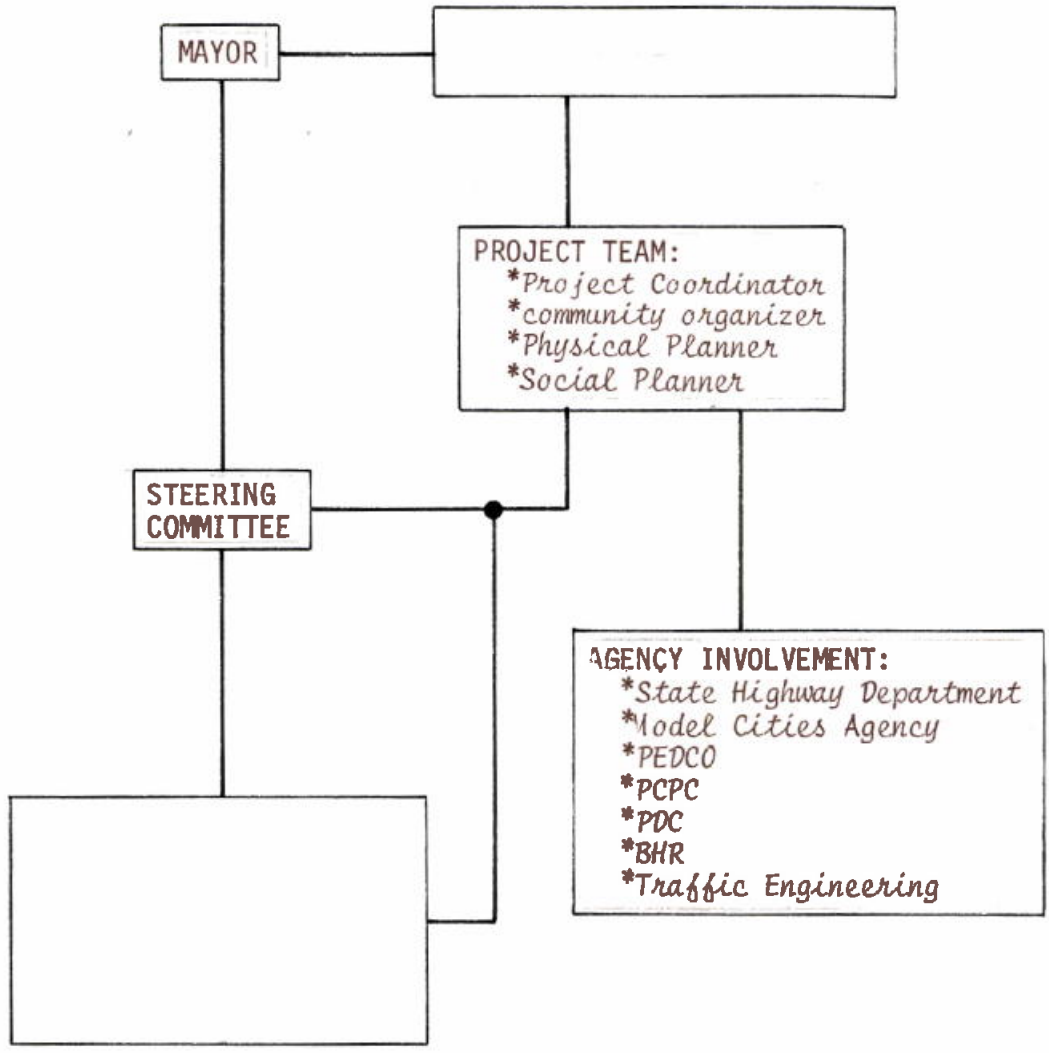 MAYOR
PROJECT TEAM:
*Project Coordinator
*community organizer
*Physical Planner
*Social Planner
STEERING
COMMITTEE
AGENCY INVOLVEMENT:
*State Highway Department
*Model Cities Agency
*PEDCO
*PCPC
*PDC
*BHR
*Traffic Engineering